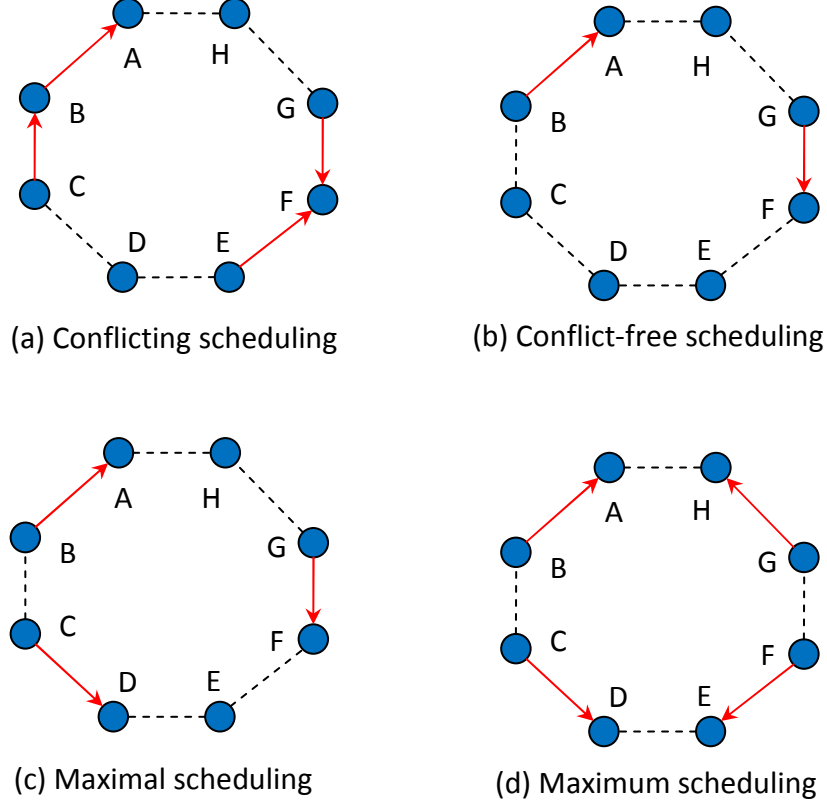 A H
B G
C F
D E
(a) Conflicting scheduling
A H
B G
C F
D E
(b) Conflict-free scheduling
A H
B G
C F
D E
(c) Maximal scheduling
A H
B G
C F
D E
(d) Maximum scheduling